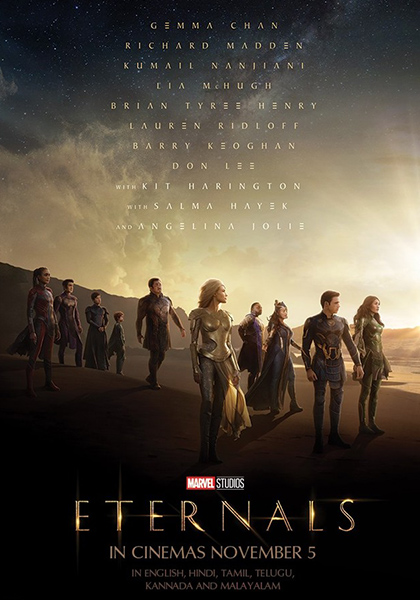 GEMMA CHAN
RICHARD MADDEN
KUMAIL NANJIANI
LIA McHUGH
BRIAN TYREE HENRY
LAUREN RIDLOFF
BARRY KEOGHAN
DON LEE
WITH KIT HARINGTON
WITH SALMA HAYEK
AND ANGELINA JOLIE
MARVEL STUDIOS
ETERNALS
IN CINEMAS NOVEMBER 5
IN ENGLISH, HINDI, TAMIL, TELUGU,
KANNADA AND MALAYALAM